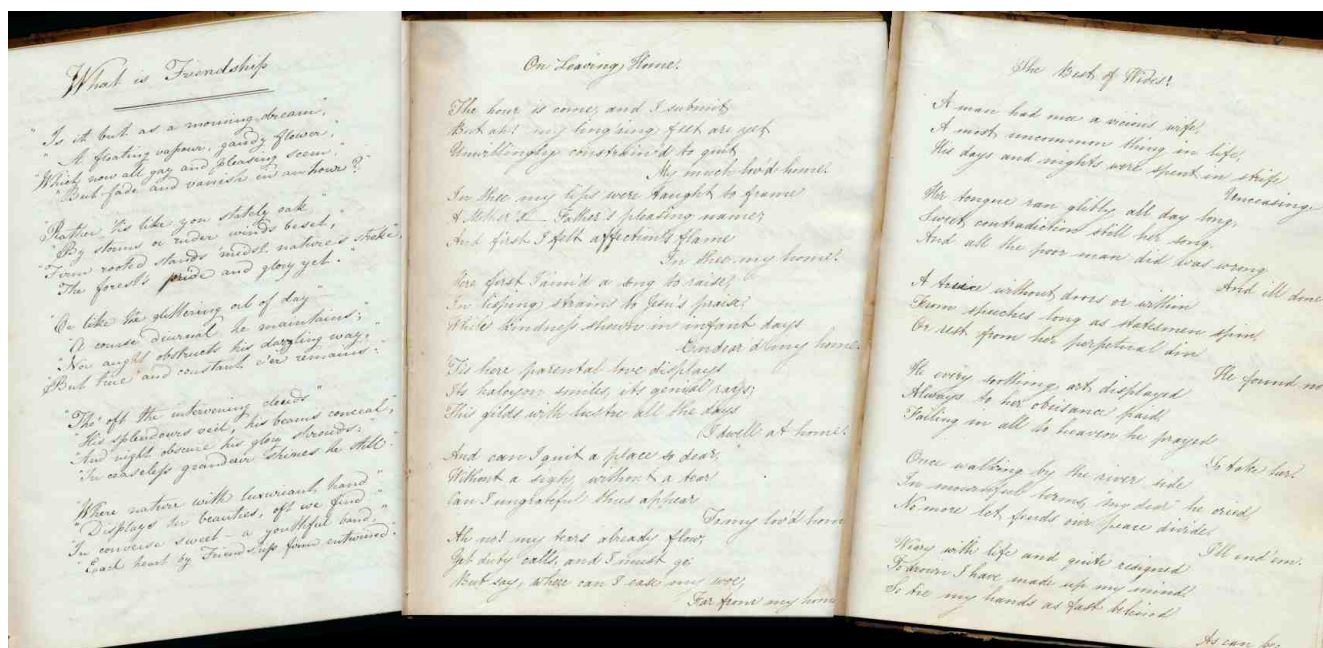 What is Friendship
"Is it but as a morning dream,"
"A floating vapour, gaudy flower,"
"Which now all gay and pleasing seem"
"But fade and vanish in an hour?"
"Rather 'tis like yon stately oak"
"By storms or ruder winds beset,"
"Firm rooted stands 'midst nature's stroke,"
"The forest's pride and glory yet."
"Or like the glittering orb of day"
"A course diurnal he maintains;"
"Nor aught obstructs his dazzling way,"
"But true and constant e'er remains."
"Tho' oft the intervening clouds"
"His splendours veil, his beams conceal,"
"And night obscure his glory shrouds;"
"In ceaseless grandeur shines he still."
"Where nature with luxuriant hand"
"Displays her beauties, oft we find"
"In converse sweet - a youthful band,"
"Each heart by Friendship firm entwined."
On Leaving Home.
The hour is come, and I submit,
But ah! my ling'ring feet are yet
Unwillingly constrain'd to quit
My much lov'd home.
In thee my lips were taught to frame
A Mother's Father's pleasing name,
And first I felt affection's flame
In thee, my home.
Here first I aim'd a song to raise,
In lisping strains to Jesu's praise,
While kindness shewn in infant days
Endear'd my home.
'Tis here parental love displays
Its halcyon smiles, its genial rays;
This gilds with lustre all the days
I dwell at home.
And can I quit a place so dear,
Without a sigh, without a tear
Can I ungrateful thus appear
To my lov'd hom
Ah no! my tears already flow,
Yet duty calls, and I must go
But say, where can I ease my woe,
Far from my home
The Best of Wives!
A man had once a vicious wife,
A most uncommon thing in life,
His days and nights were spent in strife
Unceasing.
Her tongue ran glibly all day long,
Sweet contradiction still her song,
And all the poor man did was wrong
And ill done
A truce without doors or within
From speeches long as statesmen spin
Or rest from her perpetual din
He found no
He every soothing art displayed
Always to her obeisance paid
Failing in all to heaven he prayed
To take her.
Once walking by the river side
In mournful terms, "my dear" he cried,
No more let feuds our peace divide
I'll end 'em.
Weary with life and quite resigned
To drown I have made up my mind
So tie my hands as fast behind
As can be,